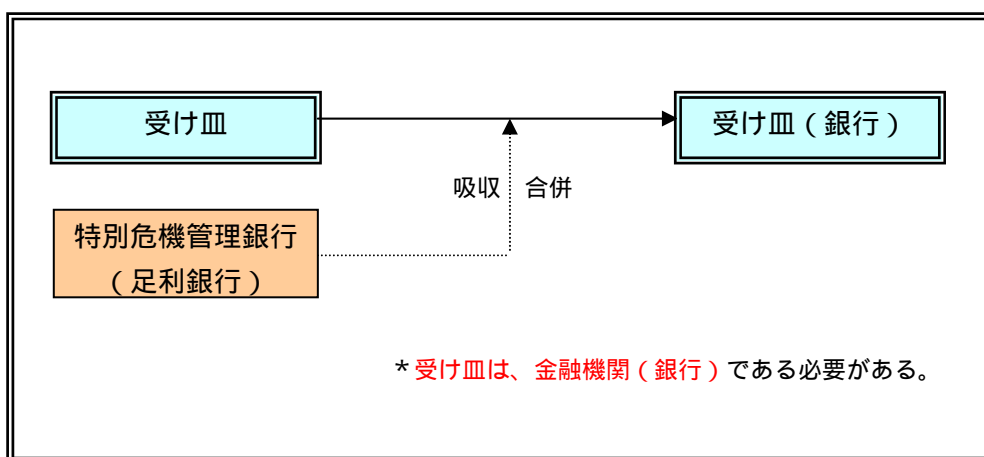 受け皿
受け皿（銀行）
吸収 合併
特別危機管理銀行
（足利銀行）
*受け皿は、金融機関（銀行）である必要がある。